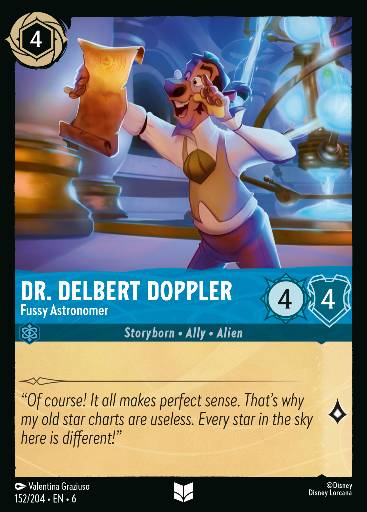 4
DR. DELBERT DOPPLER
Fussy Astronomer
4
4
Storyborn • Ally • Alien
“Of course! It all makes perfect sense. That’s why
my old star charts are useless. Every star in the sky
here is different!”
Valentina Graziuso
152/204 • EN • 6
©Disney
Disney Lorcana